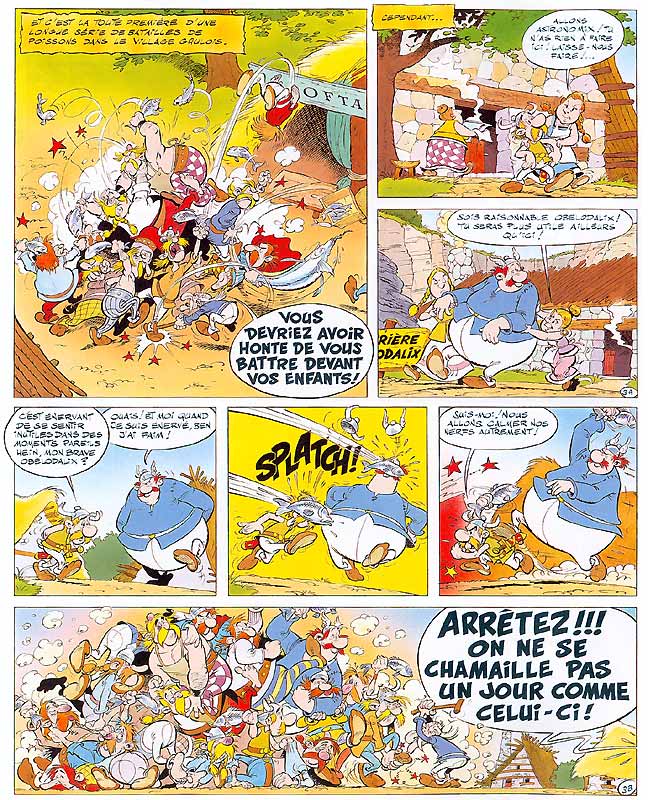 ET C'EST LA TOUTE PREMIÈRE D'UNE
LONGUE SÉRIE DE BATAILLES DE
POISSONS DANS LE VILLAGE GAULOIS.
OFTA
VOUS
DEVRIEZ AVOIR
HONTE DE VOUS
BATTRE DEVANT
VOS ENFANTS!
CEPENDANT...
ALLONS
ASTRONOMIX! TU
N'AS RIEN À FAIRE
ICI! LAISSE-NOUS
FAIRE!...
SOIS RAISONNABLE OBELODALIX!
TU SERAS PLUS UTILE AILLEURS
QU'ICI!
RIÈRE
ODALIX
3A
C'EST ÉNERVANT
DE SE SENTIR
INUTILES DANS DES
MOMENTS PAREILS
HEIN, MON BRAVE
OBELODALIX?
OUAIS! ET MOI QUAND
JE SUIS ÉNERVÉ, BEN
J'AI FAIM!
SPLATCH!
SUIS-MOI! NOUS
ALLONS CALMER NOS
NERFS AUTREMENT!
ARRÊTEZ!!!
ON NE SE
CHAMAILLE PAS
UN JOUR COMME
CELUI-CI!
3B